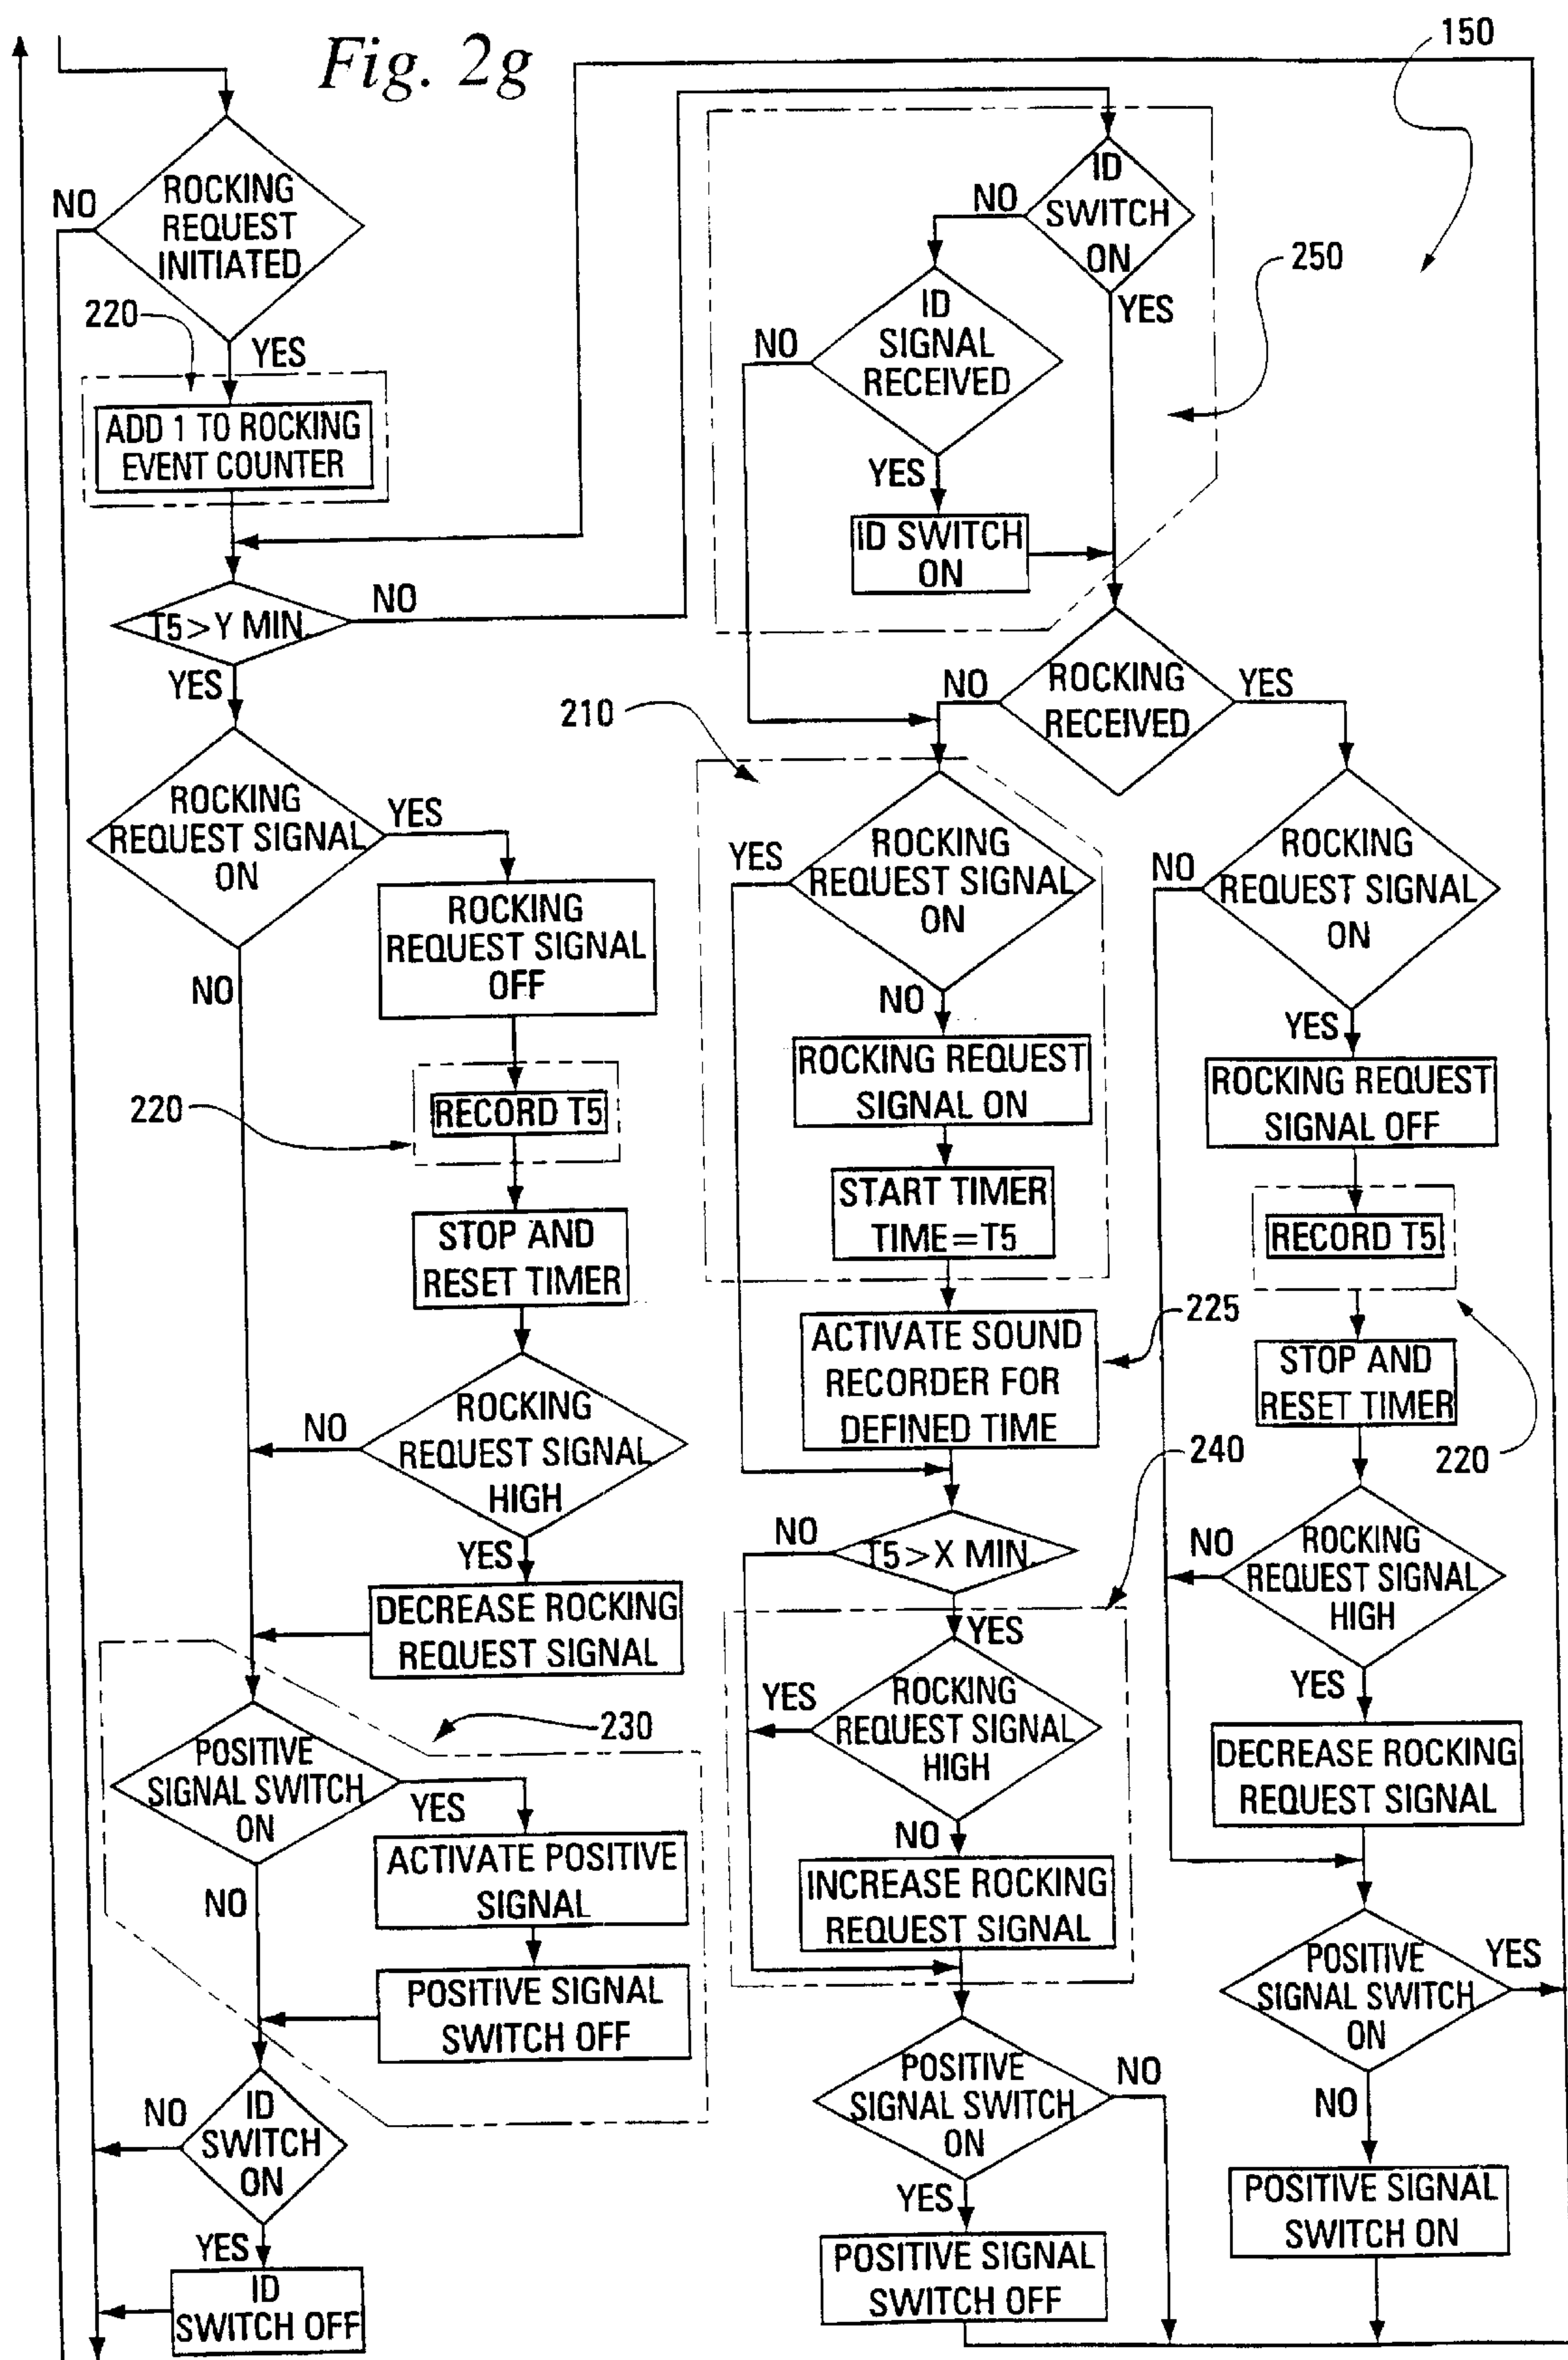 Fig. 2g
150
ROCKING
REQUEST
INITIATED
NO
YES
220
ADD 1 TO ROCKING
EVENT COUNTER
T5>Y MIN.
NO
YES
ROCKING
REQUEST SIGNAL
ON
YES
NO
ROCKING
REQUEST SIGNAL
OFF
220
RECORD T5
STOP AND
RESET TIMER
ROCKING
REQUEST SIGNAL
HIGH
NO
YES
DECREASE ROCKING
REQUEST SIGNAL
230
POSITIVE
SIGNAL SWITCH
ON
YES
NO
ACTIVATE POSITIVE
SIGNAL
POSITIVE SIGNAL
SWITCH OFF
ID
SWITCH
ON
NO
YES
ID
SWITCH OFF
ID
SWITCH
ON
NO
YES
250
ID
SIGNAL
RECEIVED
NO
YES
ID SWITCH
ON
ROCKING
RECEIVED
NO
YES
210
ROCKING
REQUEST SIGNAL
ON
YES
NO
ROCKING REQUEST
SIGNAL ON
START TIMER
TIME=T5
225
ACTIVATE SOUND
RECORDER FOR
DEFINED TIME
240
T5>X MIN.
NO
YES
ROCKING
REQUEST SIGNAL
HIGH
YES
NO
INCREASE ROCKING
REQUEST SIGNAL
POSITIVE
SIGNAL SWITCH
ON
NO
YES
POSITIVE SIGNAL
SWITCH OFF
ROCKING
REQUEST SIGNAL
ON
NO
YES
ROCKING REQUEST
SIGNAL OFF
RECORD T5
220
STOP AND
RESET TIMER
ROCKING
REQUEST SIGNAL
HIGH
NO
YES
DECREASE ROCKING
REQUEST SIGNAL
POSITIVE
SIGNAL SWITCH
ON
YES
NO
POSITIVE SIGNAL
SWITCH ON